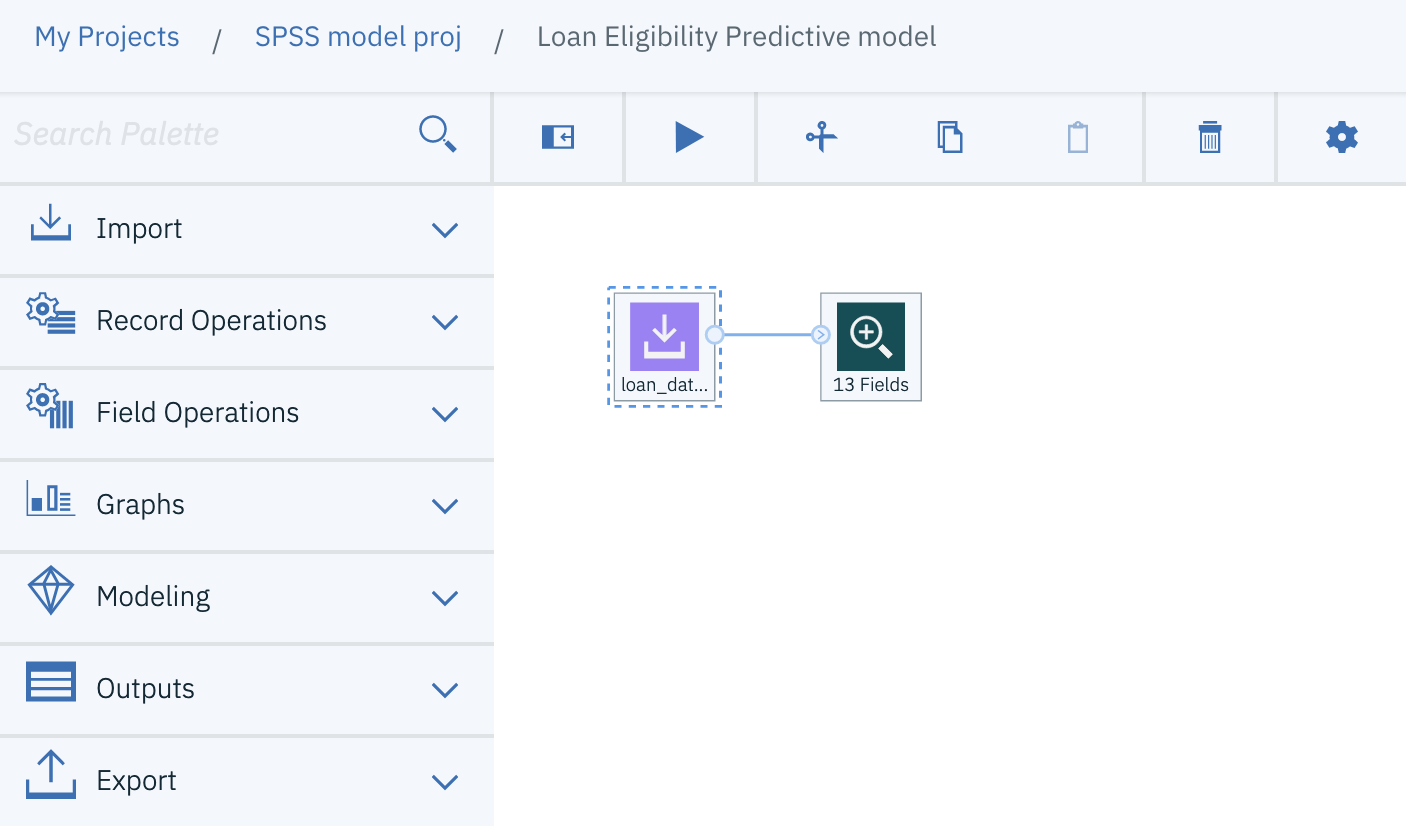 My Projects / SPSS model proj / Loan Eligibility Predictive model
Search Palette
Import
Record Operations
Field Operations
Graphs
Modeling
Outputs
Export
loan_dat... 13 Fields